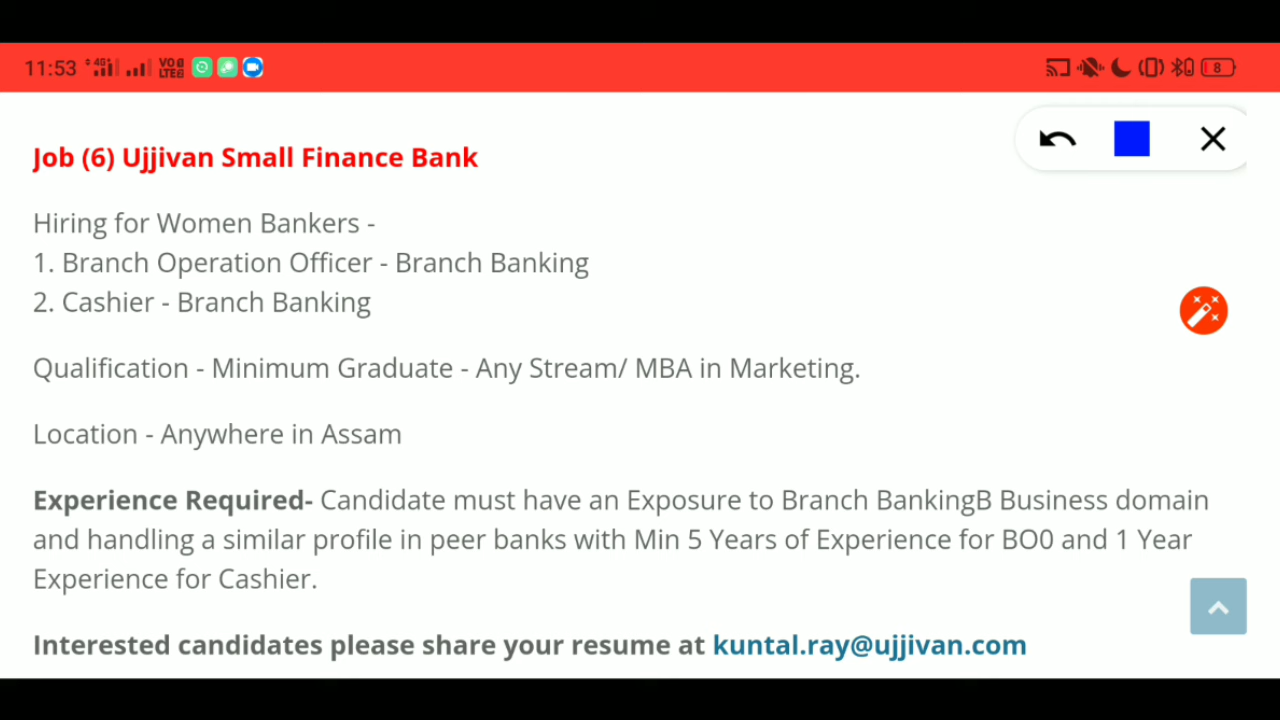 11:53 4G VO LTE 8
Job (6) Ujjivan Small Finance Bank
Hiring for Women Bankers -
1. Branch Operation Officer - Branch Banking
2. Cashier - Branch Banking
Qualification - Minimum Graduate - Any Stream/ MBA in Marketing.
Location - Anywhere in Assam
Experience Required- Candidate must have an Exposure to Branch BankingB Business domain
and handling a similar profile in peer banks with Min 5 Years of Experience for BO0 and 1 Year
Experience for Cashier.
Interested candidates please share your resume at kuntal.ray@ujjivan.com